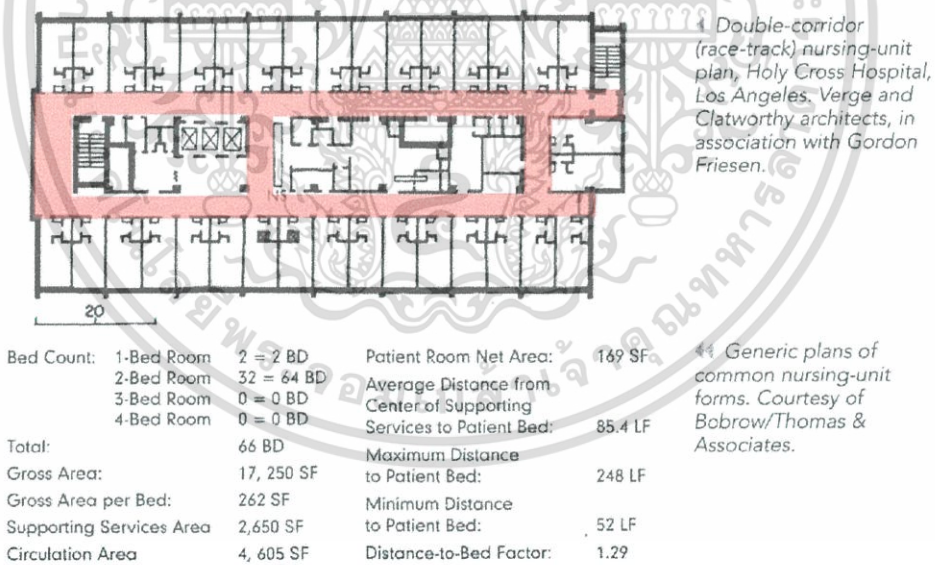 4 Double-corridor
(race-track) nursing-unit
plan, Holy Cross Hospital,
Los Angeles. Verge and
Clatworthy architects, in
association with Gordon
Friesen.
NS
20
Bed Count: 1-Bed Room 2 = 2 BD
2-Bed Room 32 = 64 BD
3-Bed Room 0 = 0 BD
4-Bed Room 0 = 0 BD
Total: 66 BD
Gross Area: 17, 250 SF
Gross Area per Bed: 262 SF
Supporting Services Area 2,650 SF
Circulation Area 4, 605 SF
Patient Room Net Area: 169 SF
Average Distance from
Center of Supporting
Services to Patient Bed: 85.4 LF
Maximum Distance
to Patient Bed: 248 LF
Minimum Distance
to Patient Bed: 52 LF
Distance-to-Bed Factor: 1.29
44 Generic plans of
common nursing-unit
forms. Courtesy of
Bobrow/Thomas &
Associates.